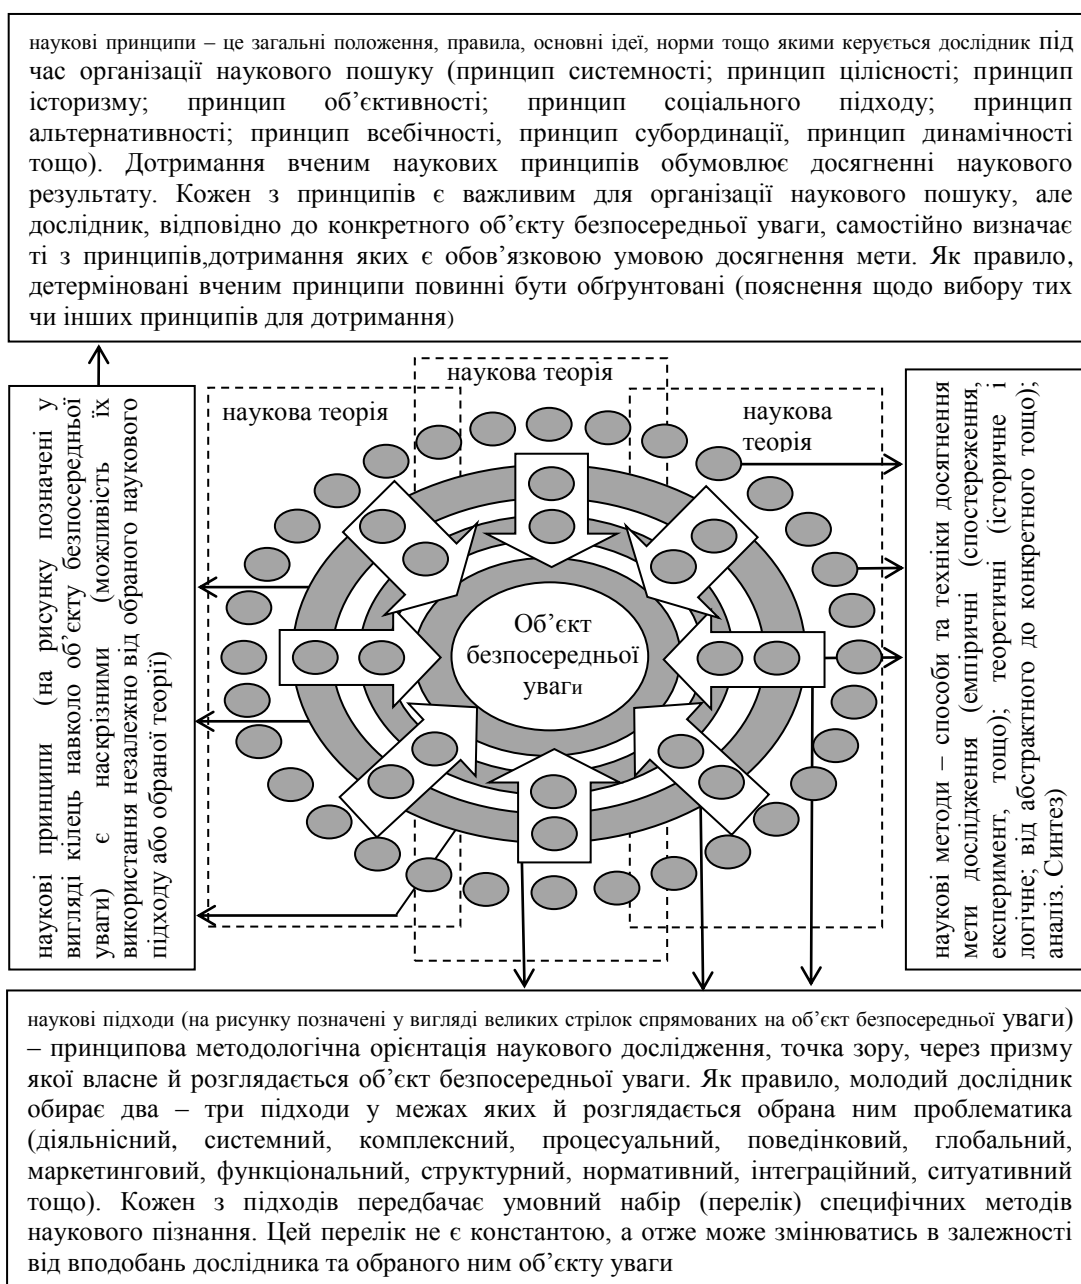 наукові принципи – це загальні положення, правила, основні ідеї, норми тощо якими керується дослідник під
час організації наукового пошуку (принцип системності; принцип цілісності; принцип
історизму; принцип об’єктивності; принцип соціального підходу; принцип
альтернативності; принцип всебічності, принцип субординації, принцип динамічності
тощо). Дотримання вченим наукових принципів обумовлює досягненні наукового
результату. Кожен з принципів є важливим для організації наукового пошуку, але
дослідник, відповідно до конкретного об’єкту безпосередньої уваги, самостійно визначає
ті з принципів,дотримання яких є обов’язковою умовою досягнення мети. Як правило,
детерміновані вченим принципи повинні бути обґрунтовані (пояснення щодо вибору тих
чи інших принципів для дотримання)
наукові принципи (на рисунку позначені у
вигляді кілець навколо об’єкту безпосередньої
уваги) є наскрізними (можливість їх
використання незалежно від обраного наукового
підходу або обраної теорії)
наукова теорія
наукова теорія
наукова
теорія
Об’єкт
безпосередньої
уваги
наукові методи – способи та техніки досягнення
мети дослідження (емпіричні (спостереження,
експеримент, тощо); теоретичні (історичне і
логічне; від абстрактного до конкретного тощо);
аналіз. Синтез)
наукові підходи (на рисунку позначені у вигляді великих стрілок спрямованих на об’єкт безпосередньої уваги)
– принципова методологічна орієнтація наукового дослідження, точка зору, через призму
якої власне й розглядається об’єкт безпосередньої уваги. Як правило, молодий дослідник
обирає два – три підходи у межах яких й розглядається обрана ним проблематика
(діяльнісний, системний, комплексний, процесуальний, поведінковий, глобальний,
маркетинговий, функціональний, структурний, нормативний, інтеграційний, ситуативний
тощо). Кожен з підходів передбачає умовний набір (перелік) специфічних методів
наукового пізнання. Цей перелік не є константою, а отже може змінюватись в залежності
від вподобань дослідника та обраного ним об’єкту уваги